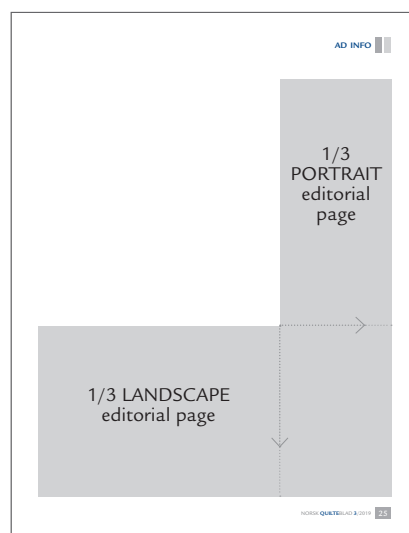 AD INFO
1/3
PORTRAIT
editorial
page
1/3 LANDSCAPE
editorial page
NORSK QUILTEBLAD 3/2019 25